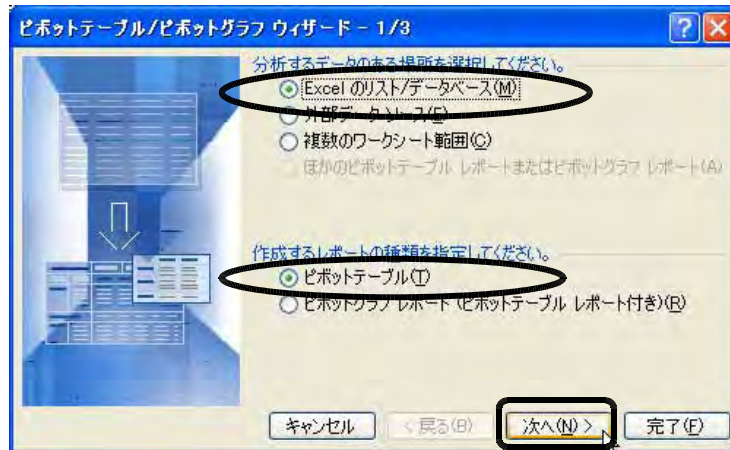 ピボットテーブル/ピボットグラフ ウィザード - 1/3
分析するデータのある場所を選択してください。
Excel のリスト/データベース(M)
外部データ ソース(E)
複数のワークシート範囲(C)
ほかのピボットテーブル レポートまたはピボットグラフ レポート(A)
作成するレポートの種類を指定してください。
ピボットテーブル(T)
ピボットグラフ レポート (ピボットテーブル レポート付き)(R)
キャンセル
< 戻る(B)
次へ(N) >
完了(F)